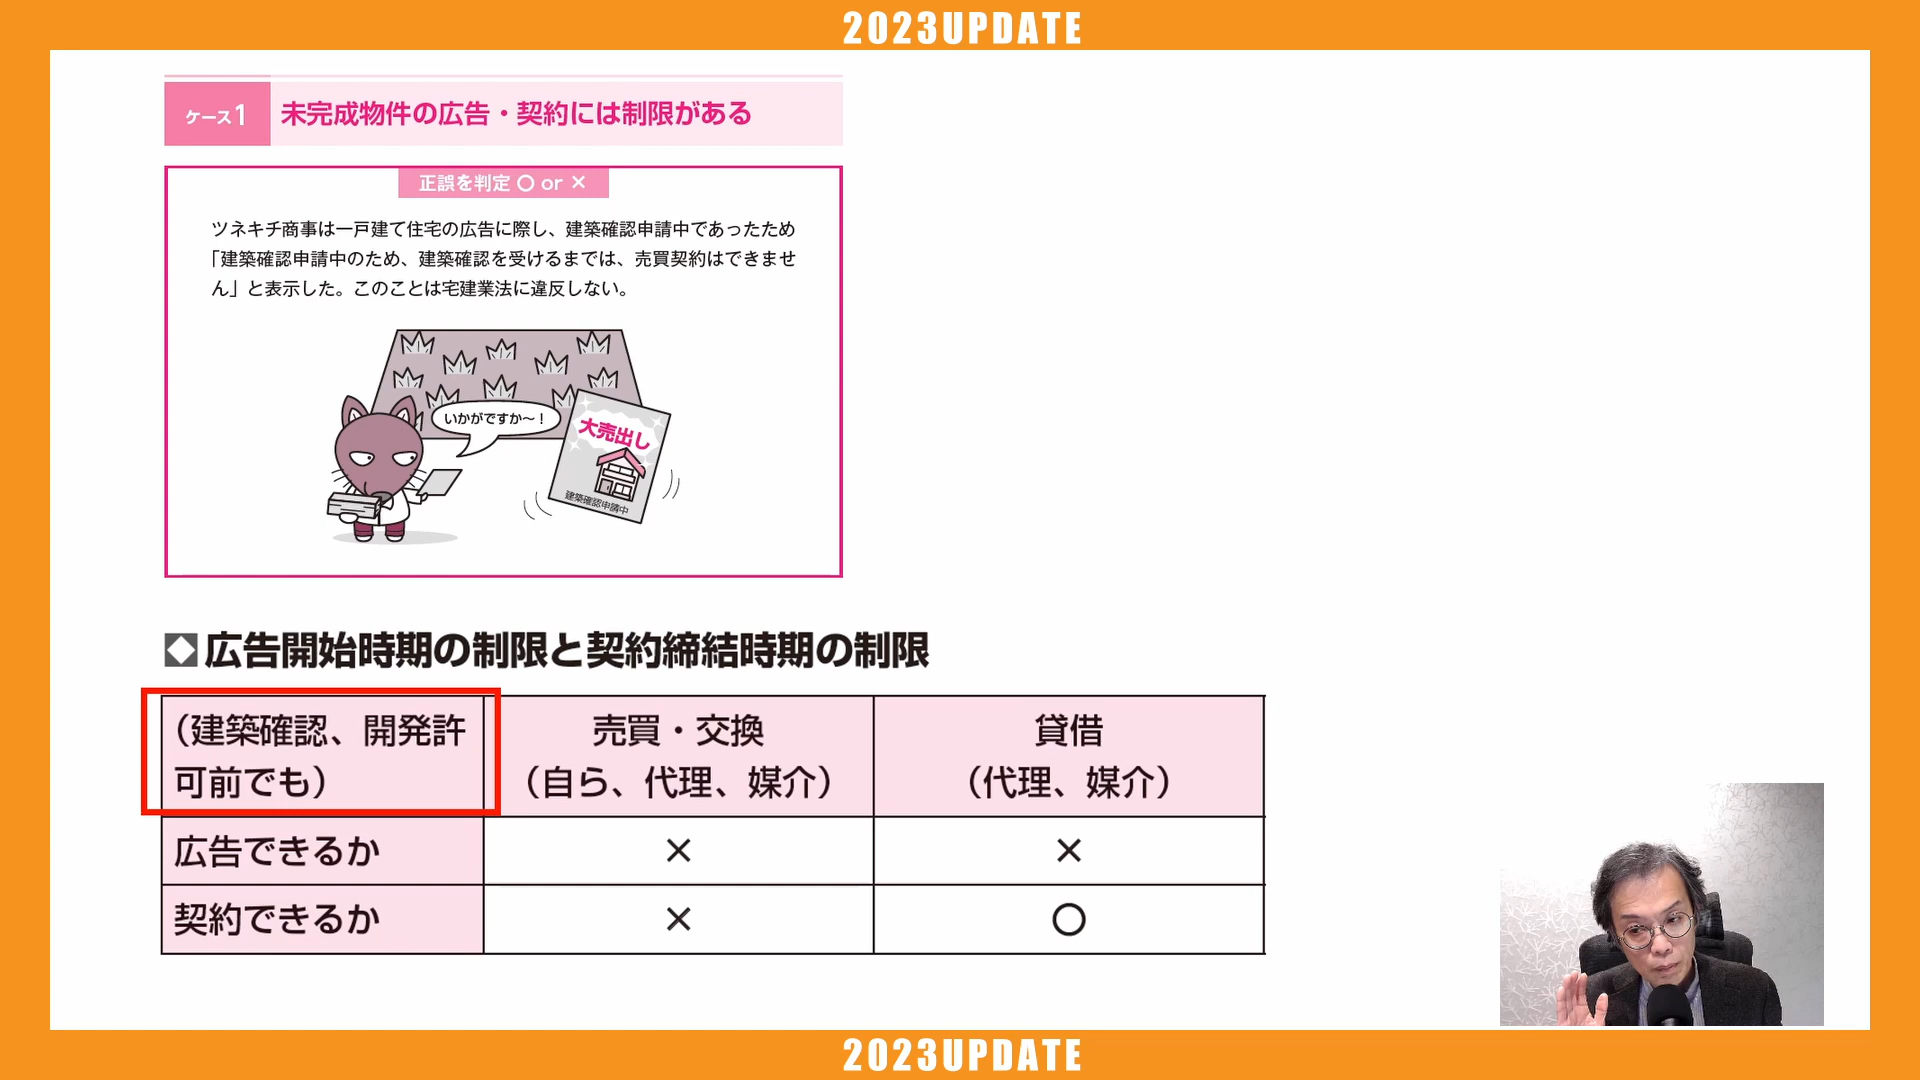 2023UPDATE
ケース1 未完成物件の広告・契約には制限がある
正誤を判定 ○ or ×
ツネキチ商事は一戸建て住宅の広告に際し、建築確認申請中であったため
「建築確認申請中のため、建築確認を受けるまでは、売買契約はできませ
ん」と表示した。このことは宅建業法に違反しない。
いかがですか〜！
大売出し
建築確認申請中
◆広告開始時期の制限と契約締結時期の制限
（建築確認、開発許
可前でも）
売買・交換
（自ら、代理、媒介）
貸借
（代理、媒介）
広告できるか × ×
契約できるか × ○
2023UPDATE